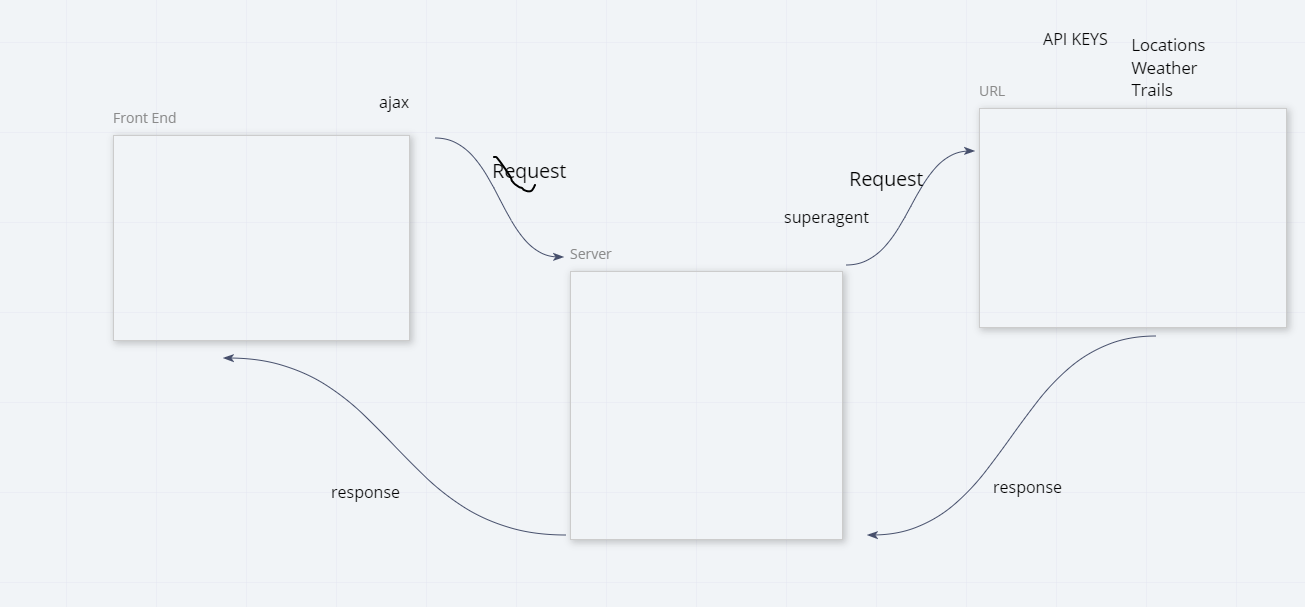 API KEYS
Locations
Weather
Trails
URL
ajax
Front End
Request
Request
superagent
Server
response
response